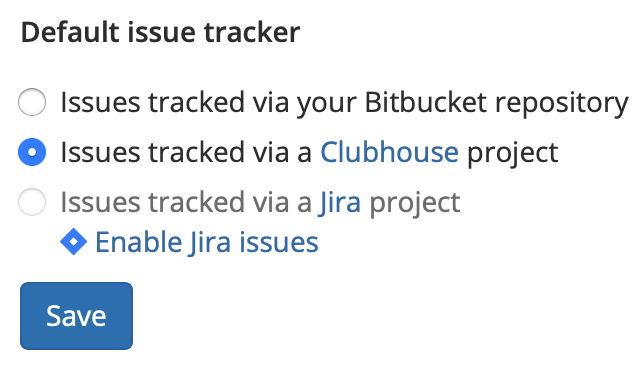 Default issue tracker
Issues tracked via your Bitbucket repository
Issues tracked via a Clubhouse project
Issues tracked via a Jira project
Enable Jira issues
Save